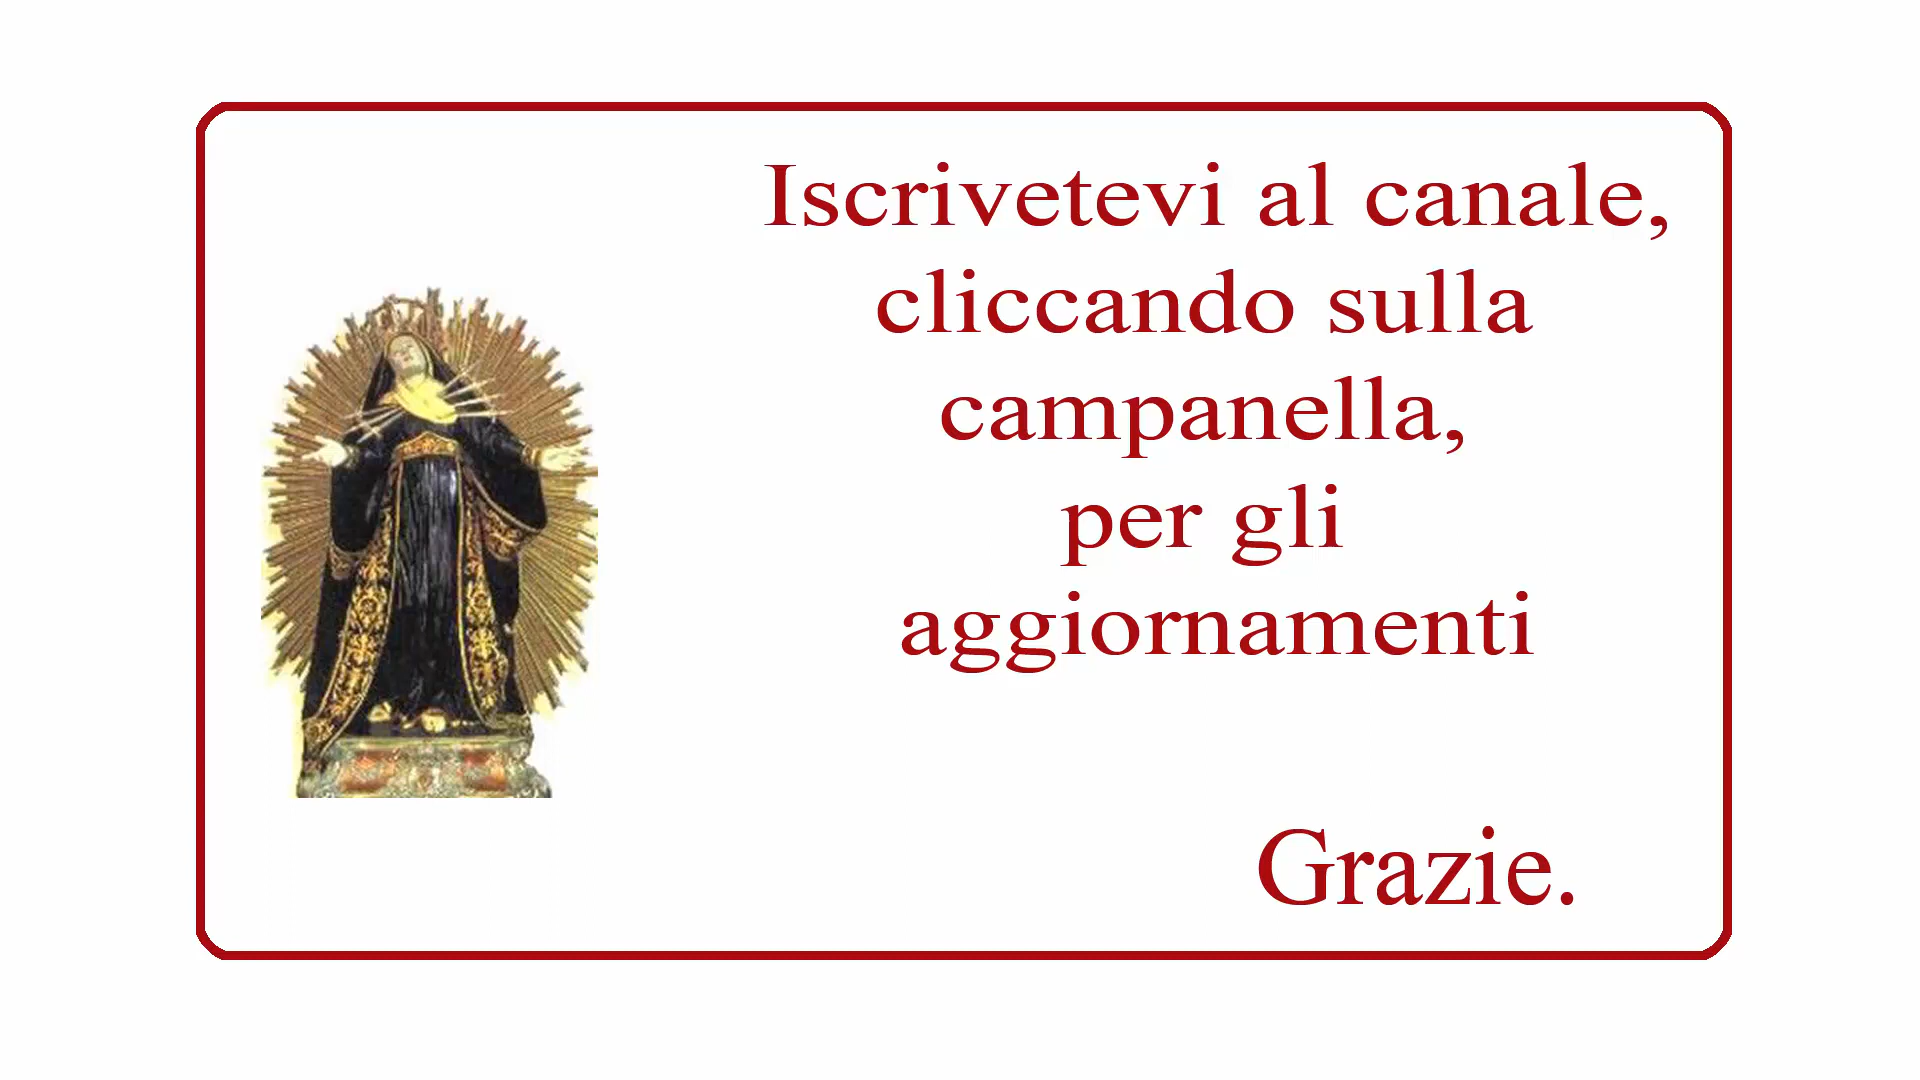 Iscrivetevi al canale,
cliccando sulla
campanella,
per gli
aggiornamenti
Grazie.